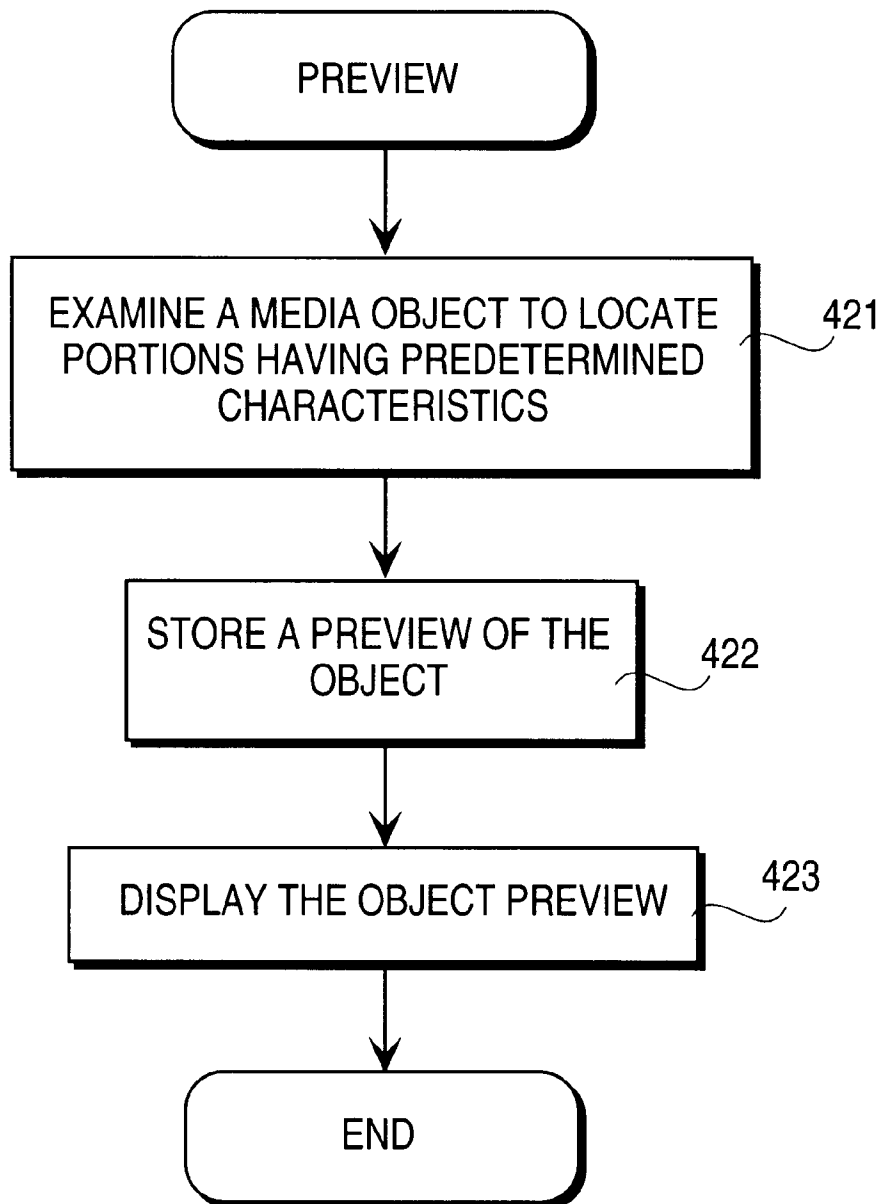 PREVIEW
EXAMINE A MEDIA OBJECT TO LOCATE
PORTIONS HAVING PREDETERMINED
CHARACTERISTICS
421
STORE A PREVIEW OF THE
OBJECT
422
DISPLAY THE OBJECT PREVIEW
423
END